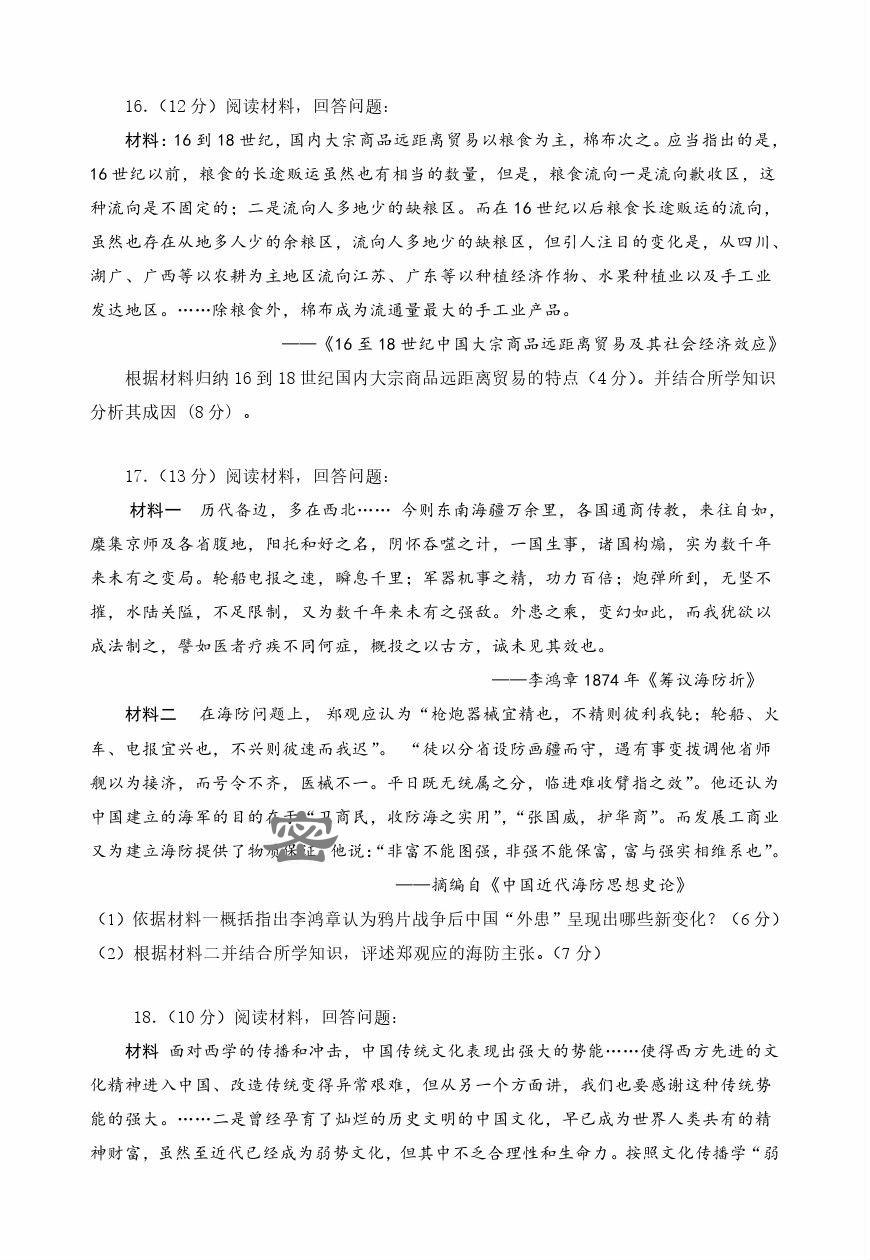 16.（12 分）阅读材料，回答问题：
材料：16 到 18 世纪，国内大宗商品远距离贸易以粮食为主，棉布次之。应当指出的是，
16 世纪以前，粮食的长途贩运虽然也有相当的数量，但是，粮食流向一是流向歉收区，这
种流向是不固定的；二是流向人多地少的缺粮区。而在 16 世纪以后粮食长途贩运的流向，
虽然也存在从地多人少的余粮区，流向人多地少的缺粮区，但引人注目的变化是，从四川、
湖广、广西等以农耕为主地区流向江苏、广东等以种植经济作物、水果种植业以及手工业
发达地区。……除粮食外，棉布成为流通量最大的手工业产品。
——《16 至 18 世纪中国大宗商品远距离贸易及其社会经济效应》
根据材料归纳 16 到 18 世纪国内大宗商品远距离贸易的特点（4 分）。并结合所学知识
分析其成因（8 分）。
17.（13 分）阅读材料，回答问题：
材料一 历代备边，多在西北…… 今则东南海疆万余里，各国通商传教，来往自如，
麇集京师及各省腹地，阳托和好之名，阴怀吞噬之计，一国生事，诸国构煽，实为数千年
来未有之变局。轮船电报之速，瞬息千里；军器机事之精，功力百倍；炮弹所到，无坚不
摧，水陆关隘，不足限制，又为数千年来未有之强敌。外患之乘，变幻如此，而我犹欲以
成法制之，譬如医者疗疾不同何症，概投之以古方，诚未见其效也。
——李鸿章 1874 年《筹议海防折》
材料二 在海防问题上， 郑观应认为“枪炮器械宜精也，不精则彼利我钝；轮船、火
车、电报宜兴也，不兴则彼速而我迟”。 “徒以分省设防画疆而守，遇有事变拨调他省师
舰以为接济，而号令不齐，医械不一。平日既无统属之分，临进难收臂指之效”。他还认为
中国建立的海军的目的在于“卫商民，收防海之实用”，“张国威，护华商”。而发展工商业
又为建立海防提供了物质保证。他说：“非富不能图强，非强不能保富，富与强实相维系也”。
——摘编自《中国近代海防思想史论》
（1）依据材料一概括指出李鸿章认为鸦片战争后中国“外患”呈现出哪些新变化？（6 分）
（2）根据材料二并结合所学知识，评述郑观应的海防主张。（7 分）
18.（10 分）阅读材料，回答问题：
材料 面对西学的传播和冲击，中国传统文化表现出强大的势能……使得西方先进的文
化精神进入中国、改造传统变得异常艰难，但从另一个方面讲，我们也要感谢这种传统势
能的强大。……二是曾经孕育了灿烂的历史文明的中国文化，早已成为世界人类共有的精
神财富，虽然至近代已经成为弱势文化，但其中不乏合理性和生命力。按照文化传播学“弱
密